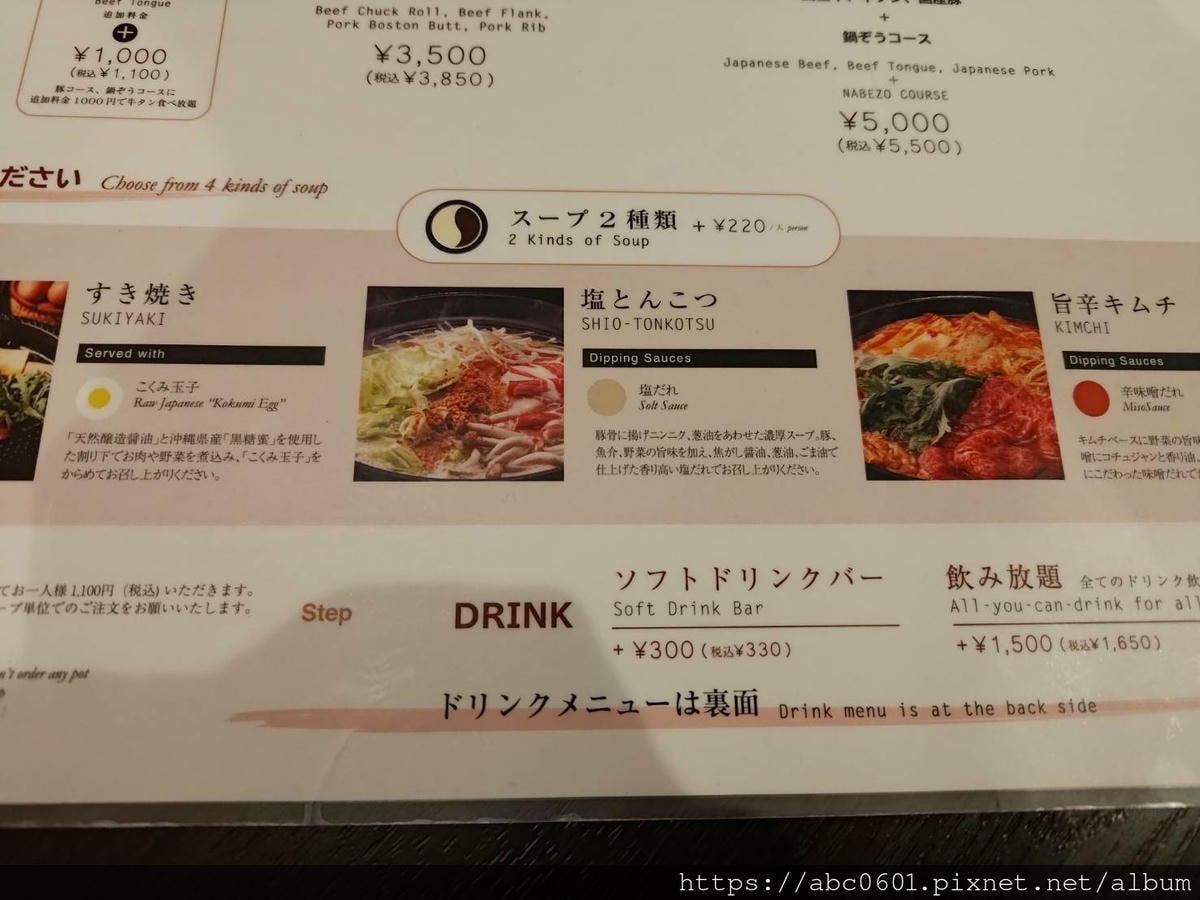 Beef Tongue
追加料金
+
¥1,000
(税込¥1,100)
豚コース、鍋ぞうコースに
追加料金1000円で牛タン食べ放題
Beef Chuck Roll, Beef Flank,
Pork Boston Butt, Pork Rib
¥3,500
(税込¥3,850)
+
鍋ぞうコース
Japanese Beef, Beef Tongue, Japanese Pork
+
NABEZO COURSE
¥5,000
(税込¥5,500)
ださい Choose from 4 kinds of soup
スープ2種類 + ¥220/人 person
2 Kinds of Soup
すき焼き
SUKIYAKI
Served with
こくみ玉子
Raw Japanese "Kokumi Egg"
「天然醸造醤油」と沖縄県産「黒糖蜜」を使用し
た割り下でお肉や野菜を煮込み、「こくみ玉子」を
からめてお召し上がりください。
塩とんこつ
SHIO-TONKOTSU
Dipping Sauces
塩だれ
Solt Sauce
豚骨に揚げニンニク、葱油をあわせた濃厚スープ。豚、
魚介、野菜の旨味を加え、焦がし醤油、葱油、ごま油で
仕上げた香り高い塩だれでお召し上がりください。
旨辛キムチ
KIMCHI
Dipping Sauces
辛味噌だれ
MisoSauce
キムチベースに野菜の旨味
噌にコチュジャンと香り油、
にこだわった味噌だれで
てお一人様 1,100円（税込）いただきます。
ープ単位でのご注文をお願いいたします。
n't order any pot
Step
DRINK
ソフトドリンクバー
Soft Drink Bar
+ ¥300 (税込¥330)
飲み放題 全てのドリンク飲
All-you-can-drink for all
+ ¥1,500 (税込¥1,650)
ドリンクメニューは裏面 Drink menu is at the back side
https://abc0601.pixnet.net/album